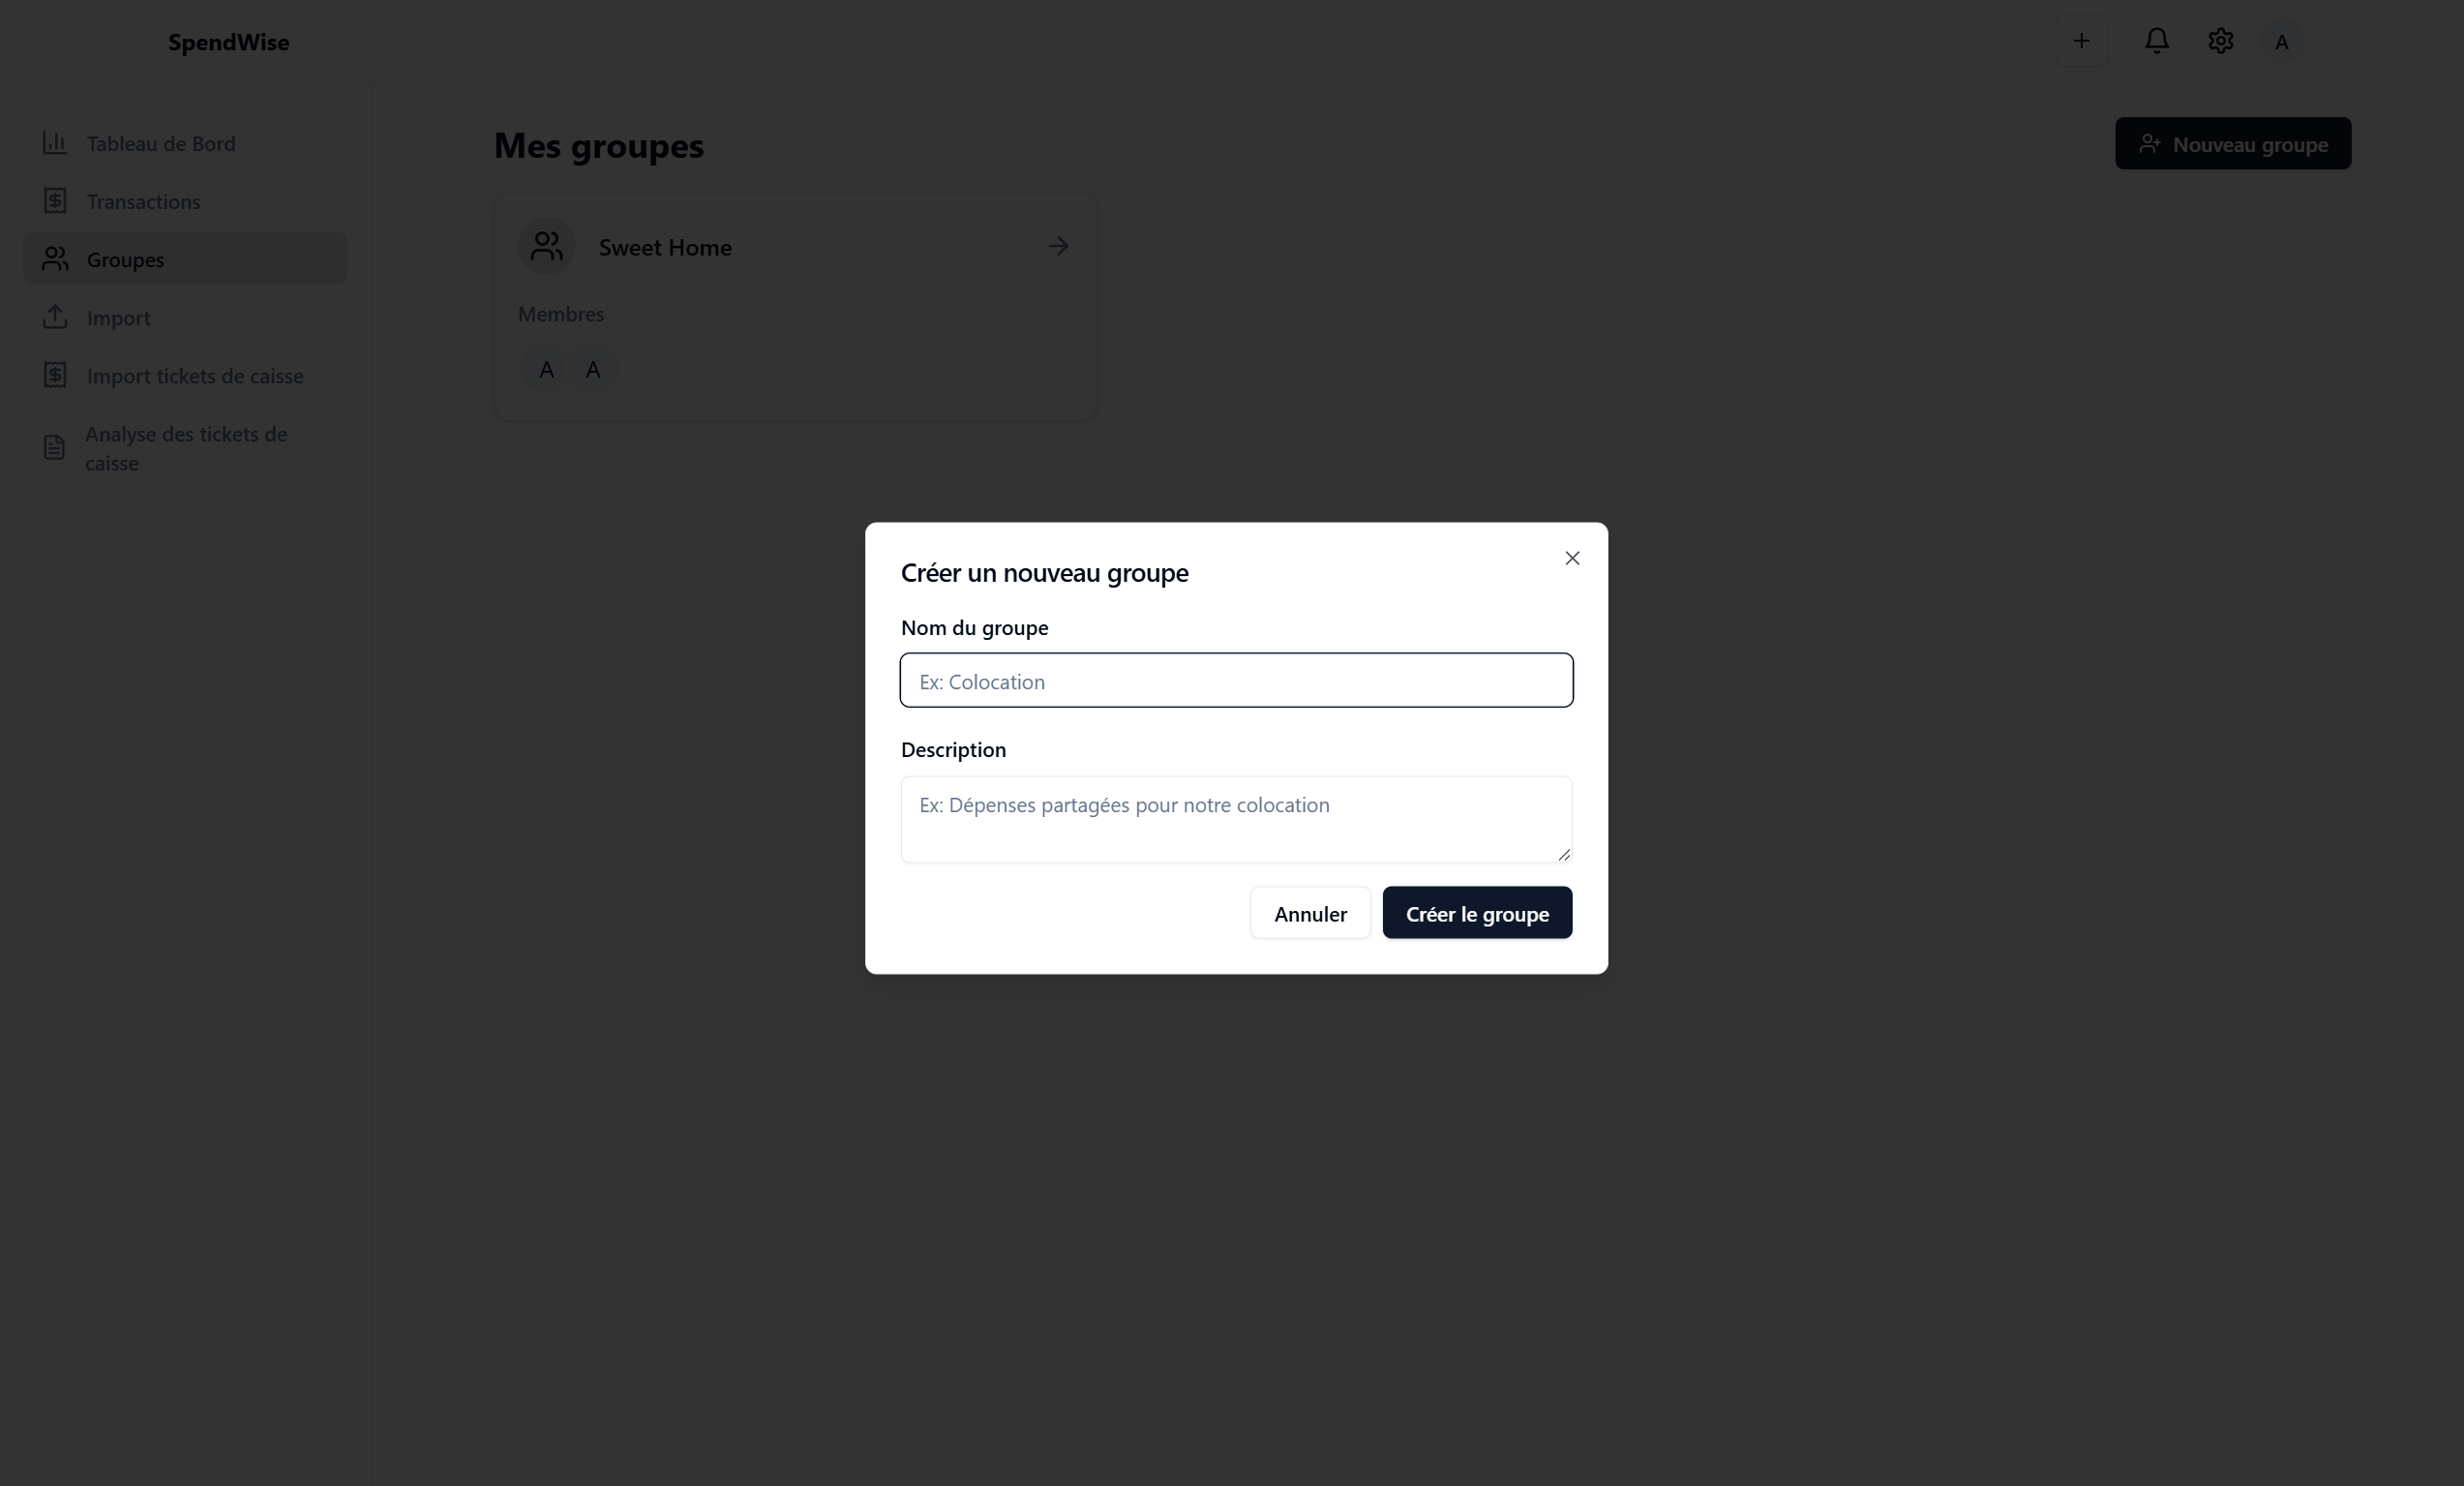 SpendWise
A
Tableau de Bord
Transactions
Groupes
Import
Import tickets de caisse
Analyse des tickets de
caisse
Mes groupes
Nouveau groupe
Sweet Home
Membres
A A
Créer un nouveau groupe
Nom du groupe
Ex: Colocation
Description
Ex: Dépenses partagées pour notre colocation
Annuler
Créer le groupe